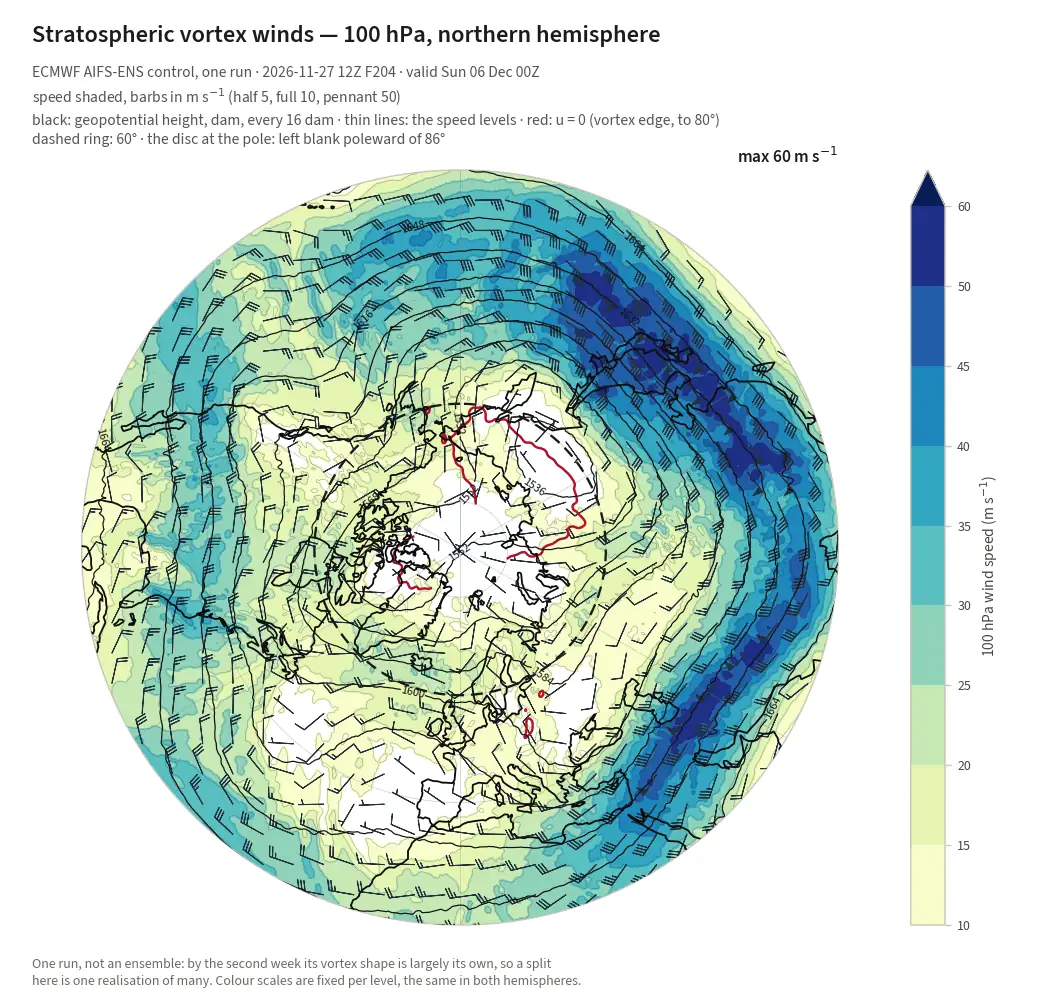 Stratospheric vortex winds — 100 hPa, northern hemisphere
ECMWF AIFS-ENS control, one run · 2026-11-27 12Z F204 · valid Sun 06 Dec 00Z
speed shaded, barbs in m s⁻¹ (half 5, full 10, pennant 50)
black: geopotential height, dam, every 16 dam · thin lines: the speed levels · red: u = 0 (vortex edge, to 80°)
dashed ring: 60° · the disc at the pole: left blank poleward of 86°
max 60 m s⁻¹
60
50
45
40
35
30
25
20
15
10
100 hPa wind speed (m s⁻¹)
1648
1616
1536
1552
1584
1600
1664
One run, not an ensemble: by the second week its vortex shape is largely its own, so a split
here is one realisation of many. Colour scales are fixed per level, the same in both hemispheres.